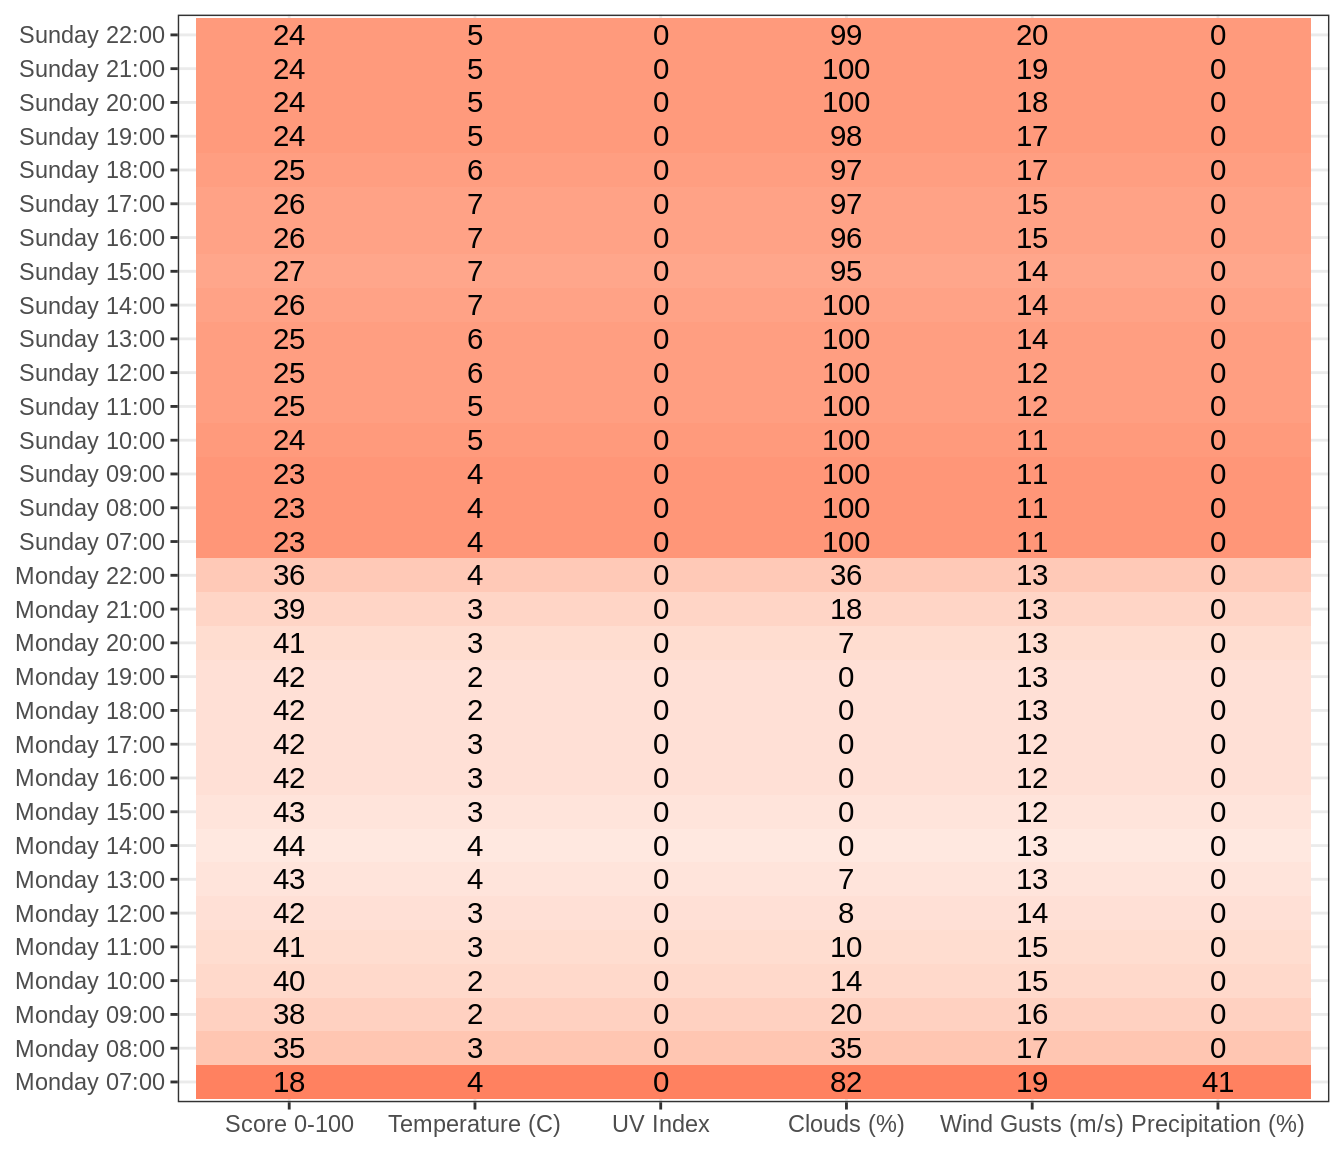 Sunday 22:00 24 5 0 99 20 0
Sunday 21:00 24 5 0 100 19 0
Sunday 20:00 24 5 0 100 18 0
Sunday 19:00 24 5 0 98 17 0
Sunday 18:00 25 6 0 97 17 0
Sunday 17:00 26 7 0 97 15 0
Sunday 16:00 26 7 0 96 15 0
Sunday 15:00 27 7 0 95 14 0
Sunday 14:00 26 7 0 100 14 0
Sunday 13:00 25 6 0 100 14 0
Sunday 12:00 25 6 0 100 12 0
Sunday 11:00 25 5 0 100 12 0
Sunday 10:00 24 5 0 100 11 0
Sunday 09:00 23 4 0 100 11 0
Sunday 08:00 23 4 0 100 11 0
Sunday 07:00 23 4 0 100 11 0
Monday 22:00 36 4 0 36 13 0
Monday 21:00 39 3 0 18 13 0
Monday 20:00 41 3 0 7 13 0
Monday 19:00 42 2 0 0 13 0
Monday 18:00 42 2 0 0 13 0
Monday 17:00 42 3 0 0 12 0
Monday 16:00 42 3 0 0 12 0
Monday 15:00 43 3 0 0 12 0
Monday 14:00 44 4 0 0 13 0
Monday 13:00 43 4 0 7 13 0
Monday 12:00 42 3 0 8 14 0
Monday 11:00 41 3 0 10 15 0
Monday 10:00 40 2 0 14 15 0
Monday 09:00 38 2 0 20 16 0
Monday 08:00 35 3 0 35 17 0
Monday 07:00 18 4 0 82 19 41
Score 0-100 Temperature (C) UV Index Clouds (%) Wind Gusts (m/s) Precipitation (%)